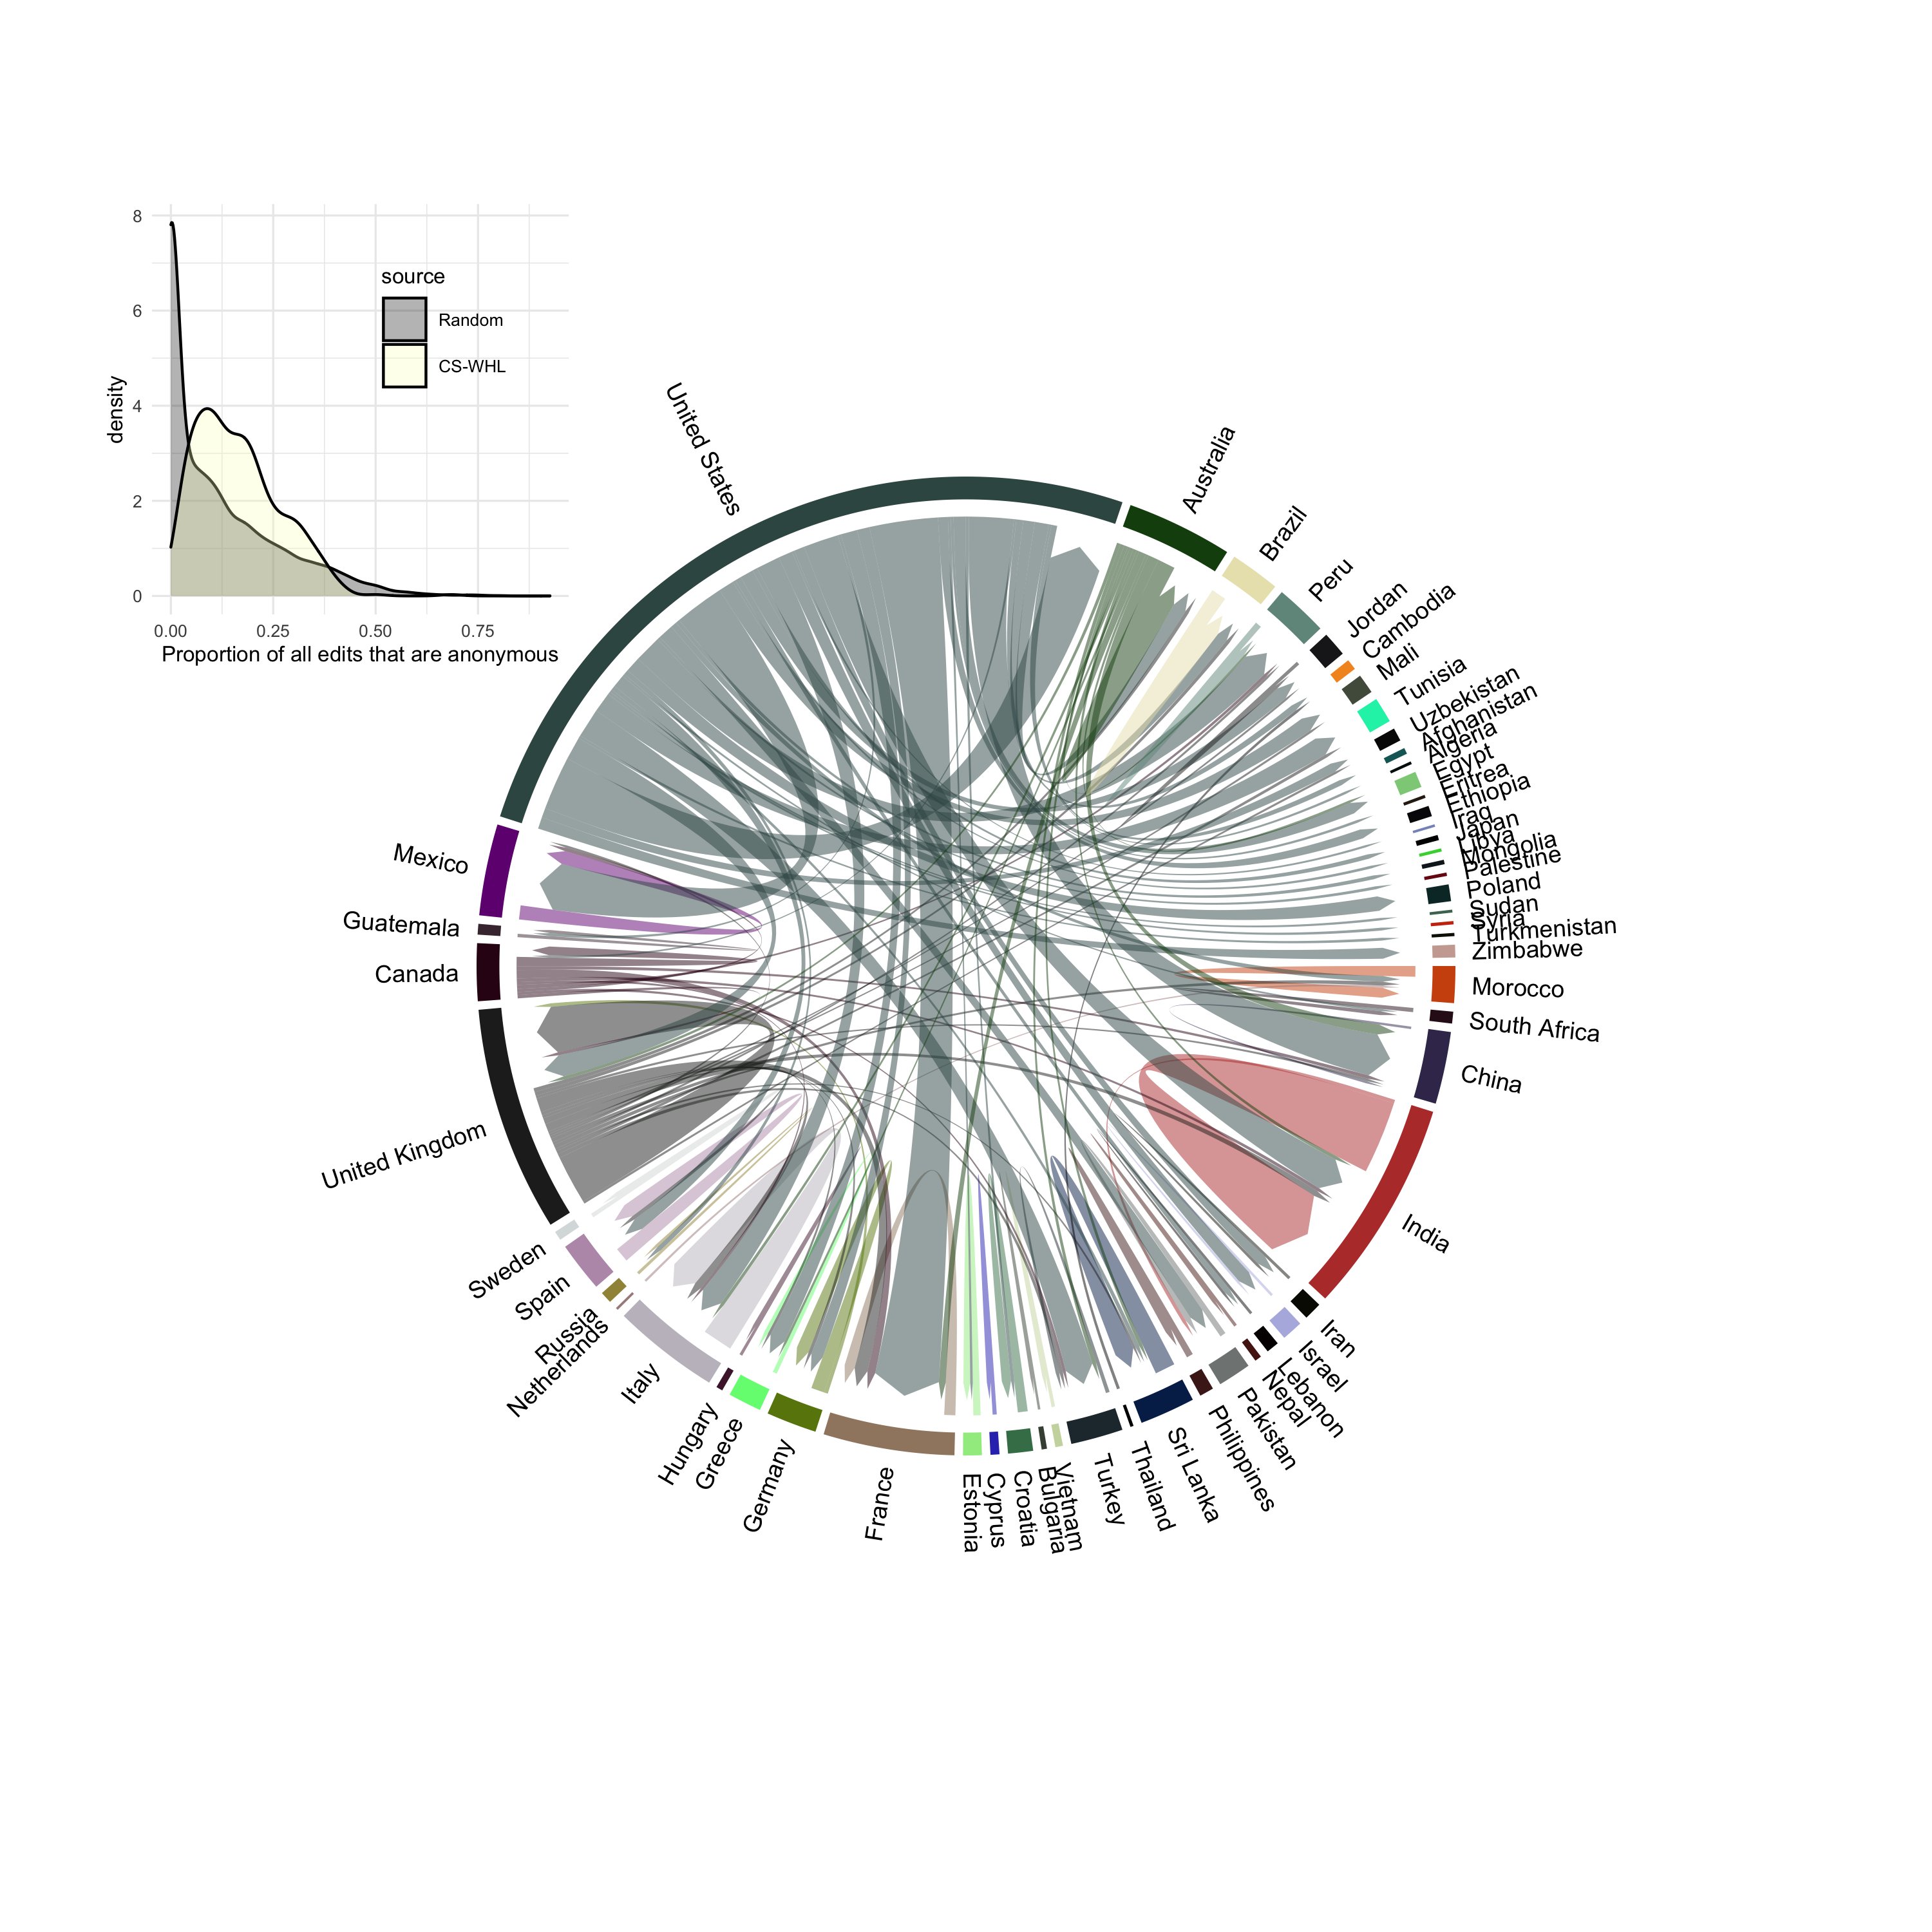 8
6
4
2
0
density
source
Random
CS-WHL
0.00 0.25 0.50 0.75
Proportion of all edits that are anonymous
United States
Australia
Brazil
Peru
Jordan
Cambodia
Mali
Tunisia
Uzbekistan
Afghanistan
Algeria
Egypt
Eritrea
Ethiopia
Iraq
Japan
Libya
Mongolia
Palestine
Poland
Sudan
Syria
Turkmenistan
Zimbabwe
Morocco
South Africa
China
India
Iran
Israel
Lebanon
Nepal
Pakistan
Philippines
Sri Lanka
Thailand
Turkey
Vietnam
Bulgaria
Croatia
Cyprus
Estonia
France
Germany
Greece
Hungary
Italy
Netherlands
Russia
Spain
Sweden
United Kingdom
Canada
Guatemala
Mexico